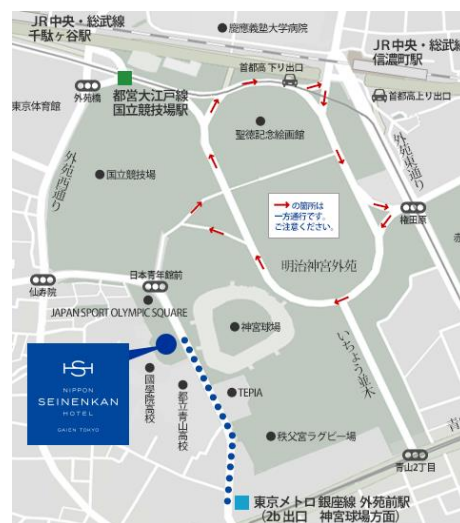 JR中央・総武線
千駄ヶ谷駅
慶應義塾大学病院
JR中央・総武線
信濃町駅
首都高 下り出口
首都高上り出口
外苑橋
都営大江戸線
国立競技場駅
東京体育館
聖徳記念絵画館
外苑西通り
国立競技場
外苑東通り
の箇所は
一方通行です。
ご注意ください。
権田原
明治神宮外苑
日本青年館前
仙寿院
JAPAN SPORT OLYMPIC SQUARE
神宮球場
いちょう並木
NIPPON
SEINENKAN
HOTEL
GAIEN TOKYO
國學院高校
都立青山高校
TEPIA
秩父宮ラグビー場
青山2丁目
東京メトロ 銀座線 外苑前駅
(2b 出口 神宮球場方面)